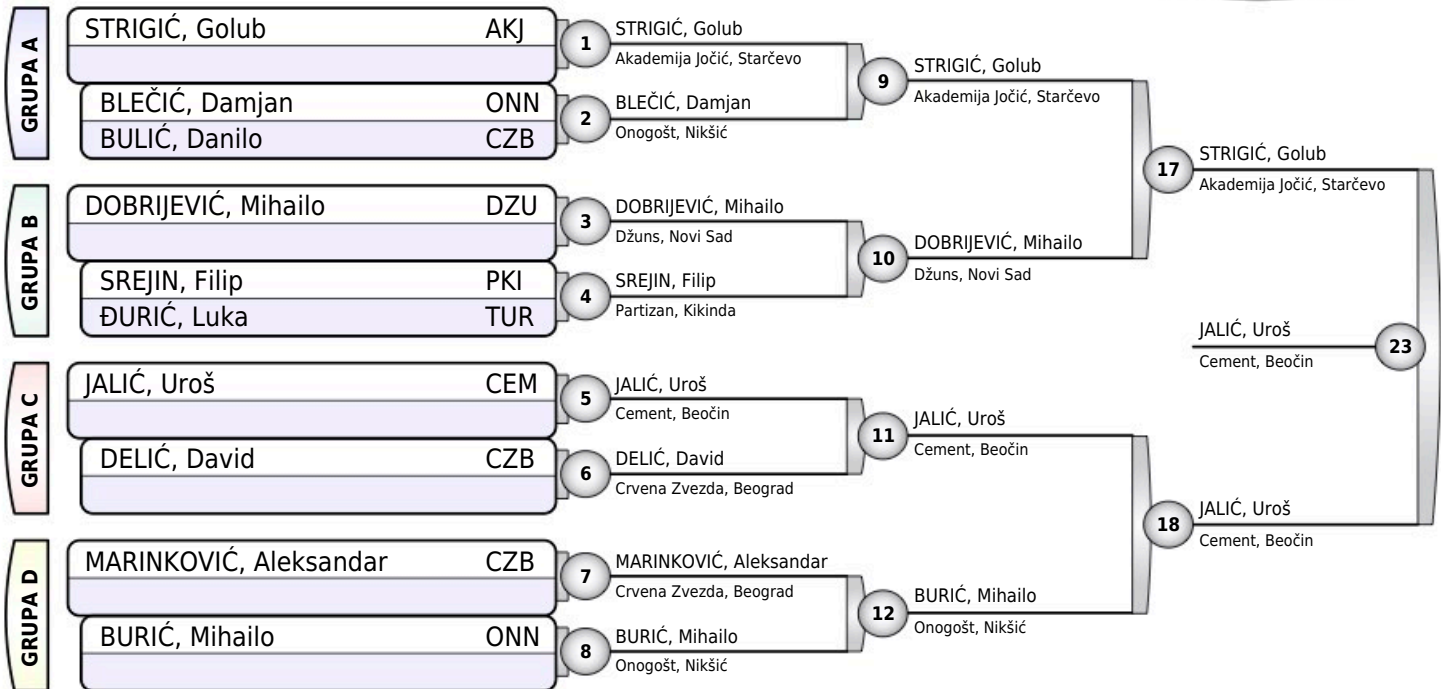 GRUPA A
STRIGIĆ, Golub AKJ
BLEČIĆ, Damjan ONN
BULIĆ, Danilo CZB
1
STRIGIĆ, Golub
Akademija Jočić, Starčevo
2
BLEČIĆ, Damjan
Onogošt, Nikšić
9
STRIGIĆ, Golub
Akademija Jočić, Starčevo
GRUPA B
DOBRIJEVIĆ, Mihailo DZU
SREJIN, Filip PKI
ĐURIĆ, Luka TUR
3
DOBRIJEVIĆ, Mihailo
Džuns, Novi Sad
4
SREJIN, Filip
Partizan, Kikinda
10
DOBRIJEVIĆ, Mihailo
Džuns, Novi Sad
17
STRIGIĆ, Golub
Akademija Jočić, Starčevo
GRUPA C
JALIĆ, Uroš CEM
DELIĆ, David CZB
5
JALIĆ, Uroš
Cement, Beočin
6
DELIĆ, David
Crvena Zvezda, Beograd
11
JALIĆ, Uroš
Cement, Beočin
GRUPA D
MARINKOVIĆ, Aleksandar CZB
BURIĆ, Mihailo ONN
7
MARINKOVIĆ, Aleksandar
Crvena Zvezda, Beograd
8
BURIĆ, Mihailo
Onogošt, Nikšić
12
BURIĆ, Mihailo
Onogošt, Nikšić
18
JALIĆ, Uroš
Cement, Beočin
JALIĆ, Uroš
Cement, Beočin
23